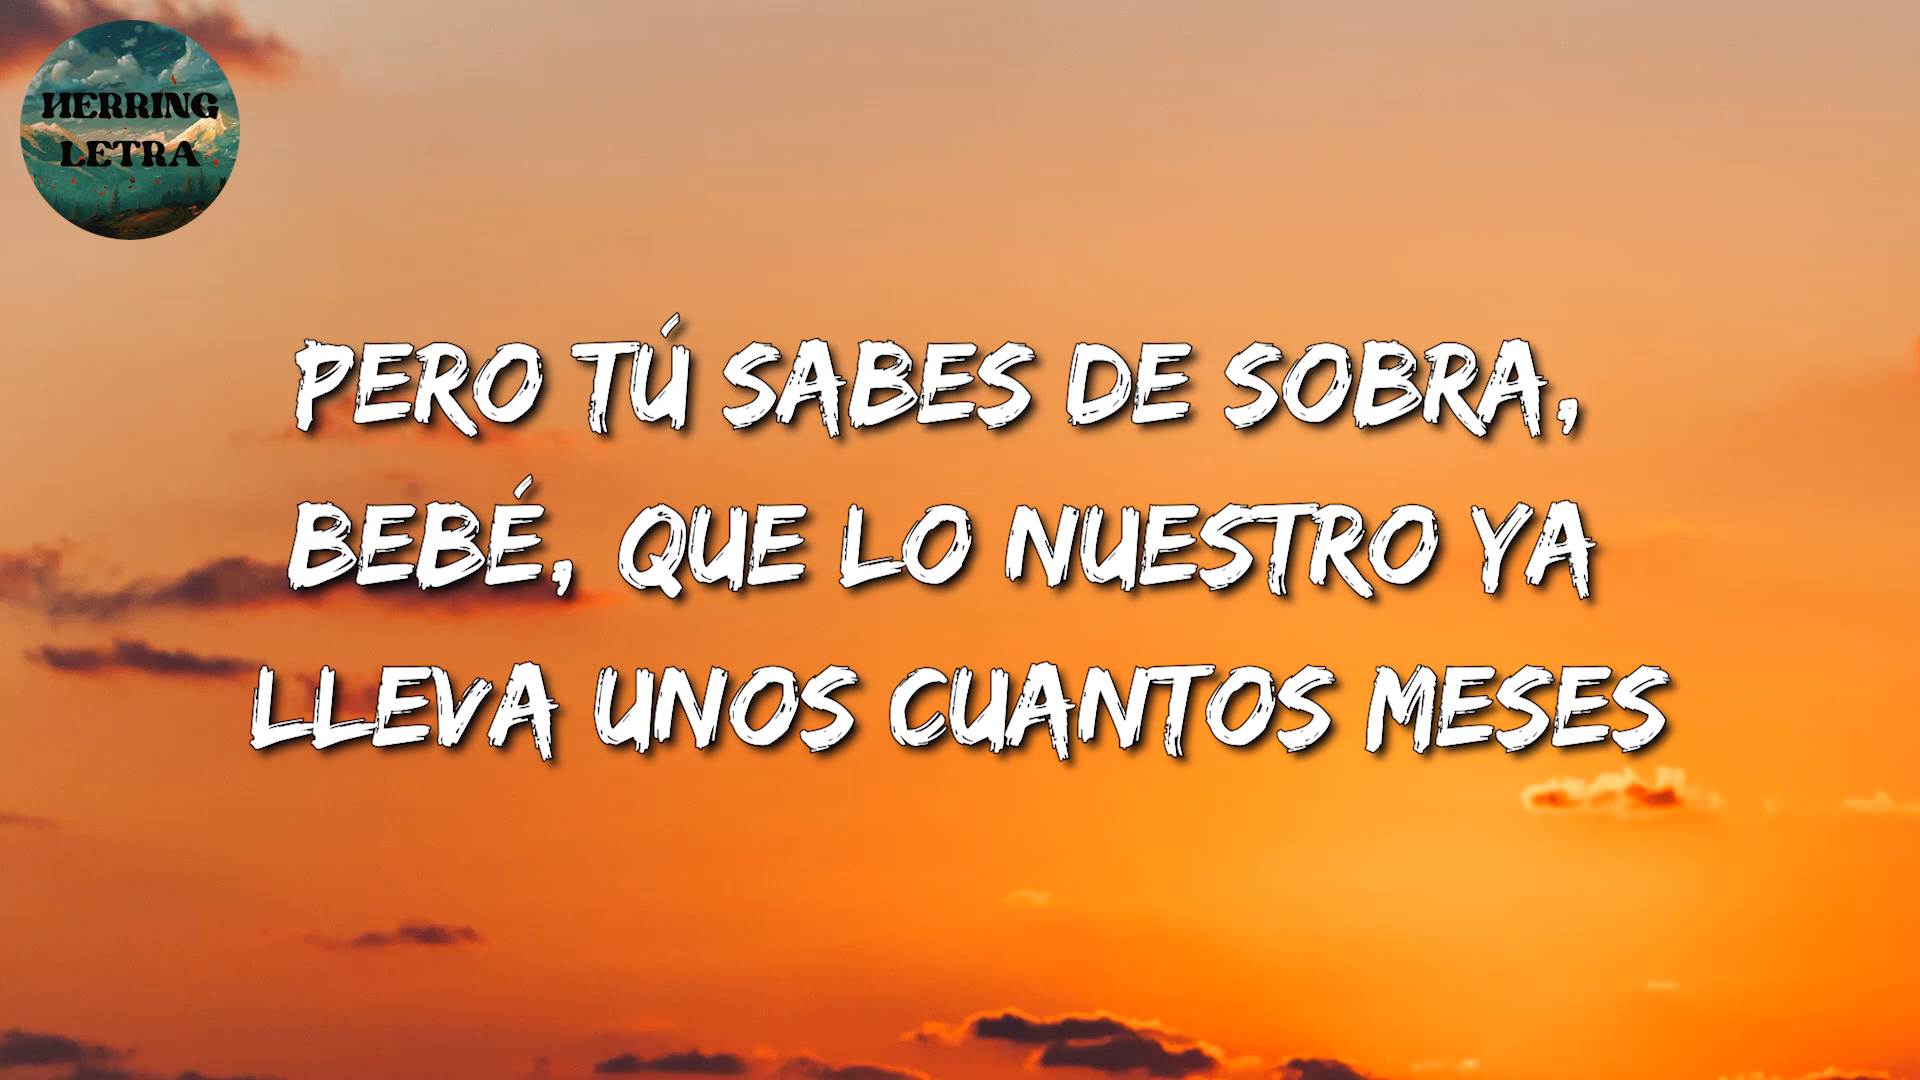 HERRING
LETRA
PERO TÚ SABES DE SOBRA,
BEBÉ, QUE LO NUESTRO YA
LLEVA UNOS CUANTOS MESES